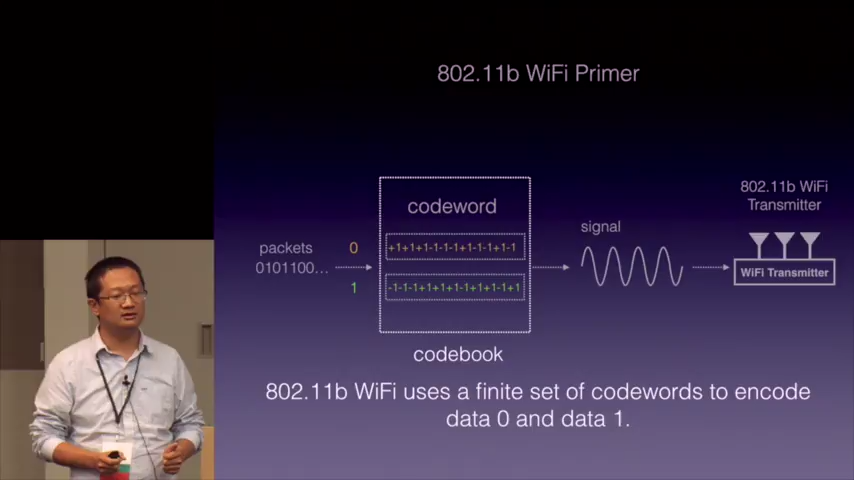 802.11b WiFi Primer
802.11b WiFi
Transmitter
codeword
signal
packets
0
+1+1+1-1-1-1+1-1-1+1-1
0101100...
WiFi Transmitter
1
-1-1-1+1+1+1-1+1+1-1+1
codebook
802.11b WiFi uses a finite set of codewords to encode
data 0 and data 1.